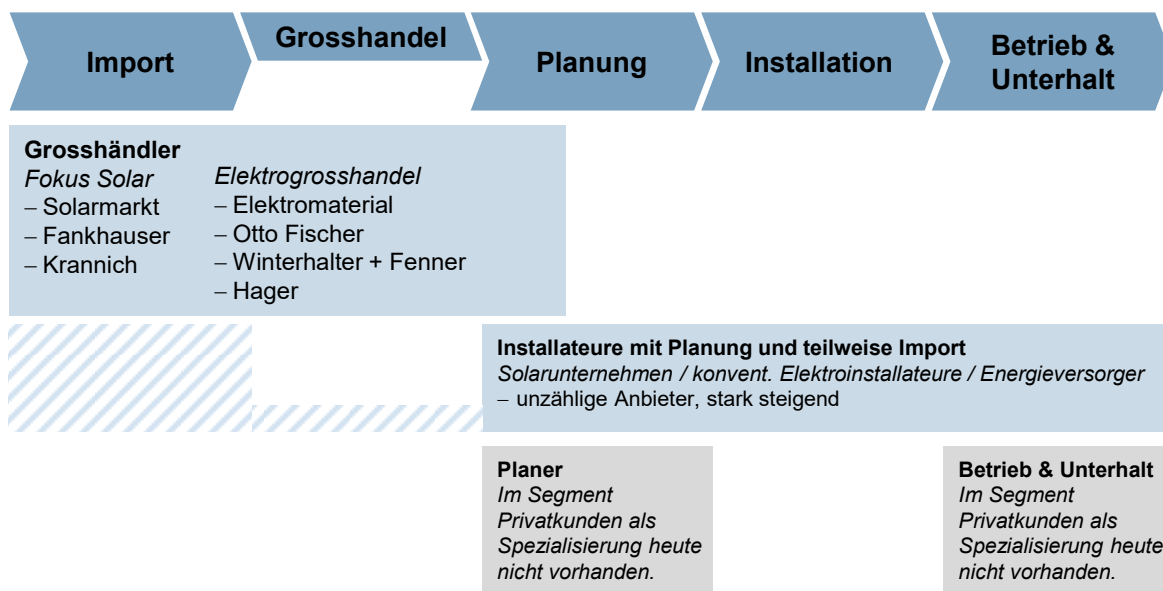 Import
Grosshandel
Planung
Installation
Betrieb &
Unterhalt
Grosshändler
Fokus Solar
– Solarmarkt
– Fankhauser
– Krannich
Elektrogrosshandel
– Elektromaterial
– Otto Fischer
– Winterhalter + Fenner
– Hager
Installateure mit Planung und teilweise Import
Solarunternehmen / konvent. Elektroinstallateure / Energieversorger
– unzählige Anbieter, stark steigend
Planer
Im Segment
Privatkunden als
Spezialisierung heute
nicht vorhanden.
Betrieb & Unterhalt
Im Segment
Privatkunden als
Spezialisierung heute
nicht vorhanden.